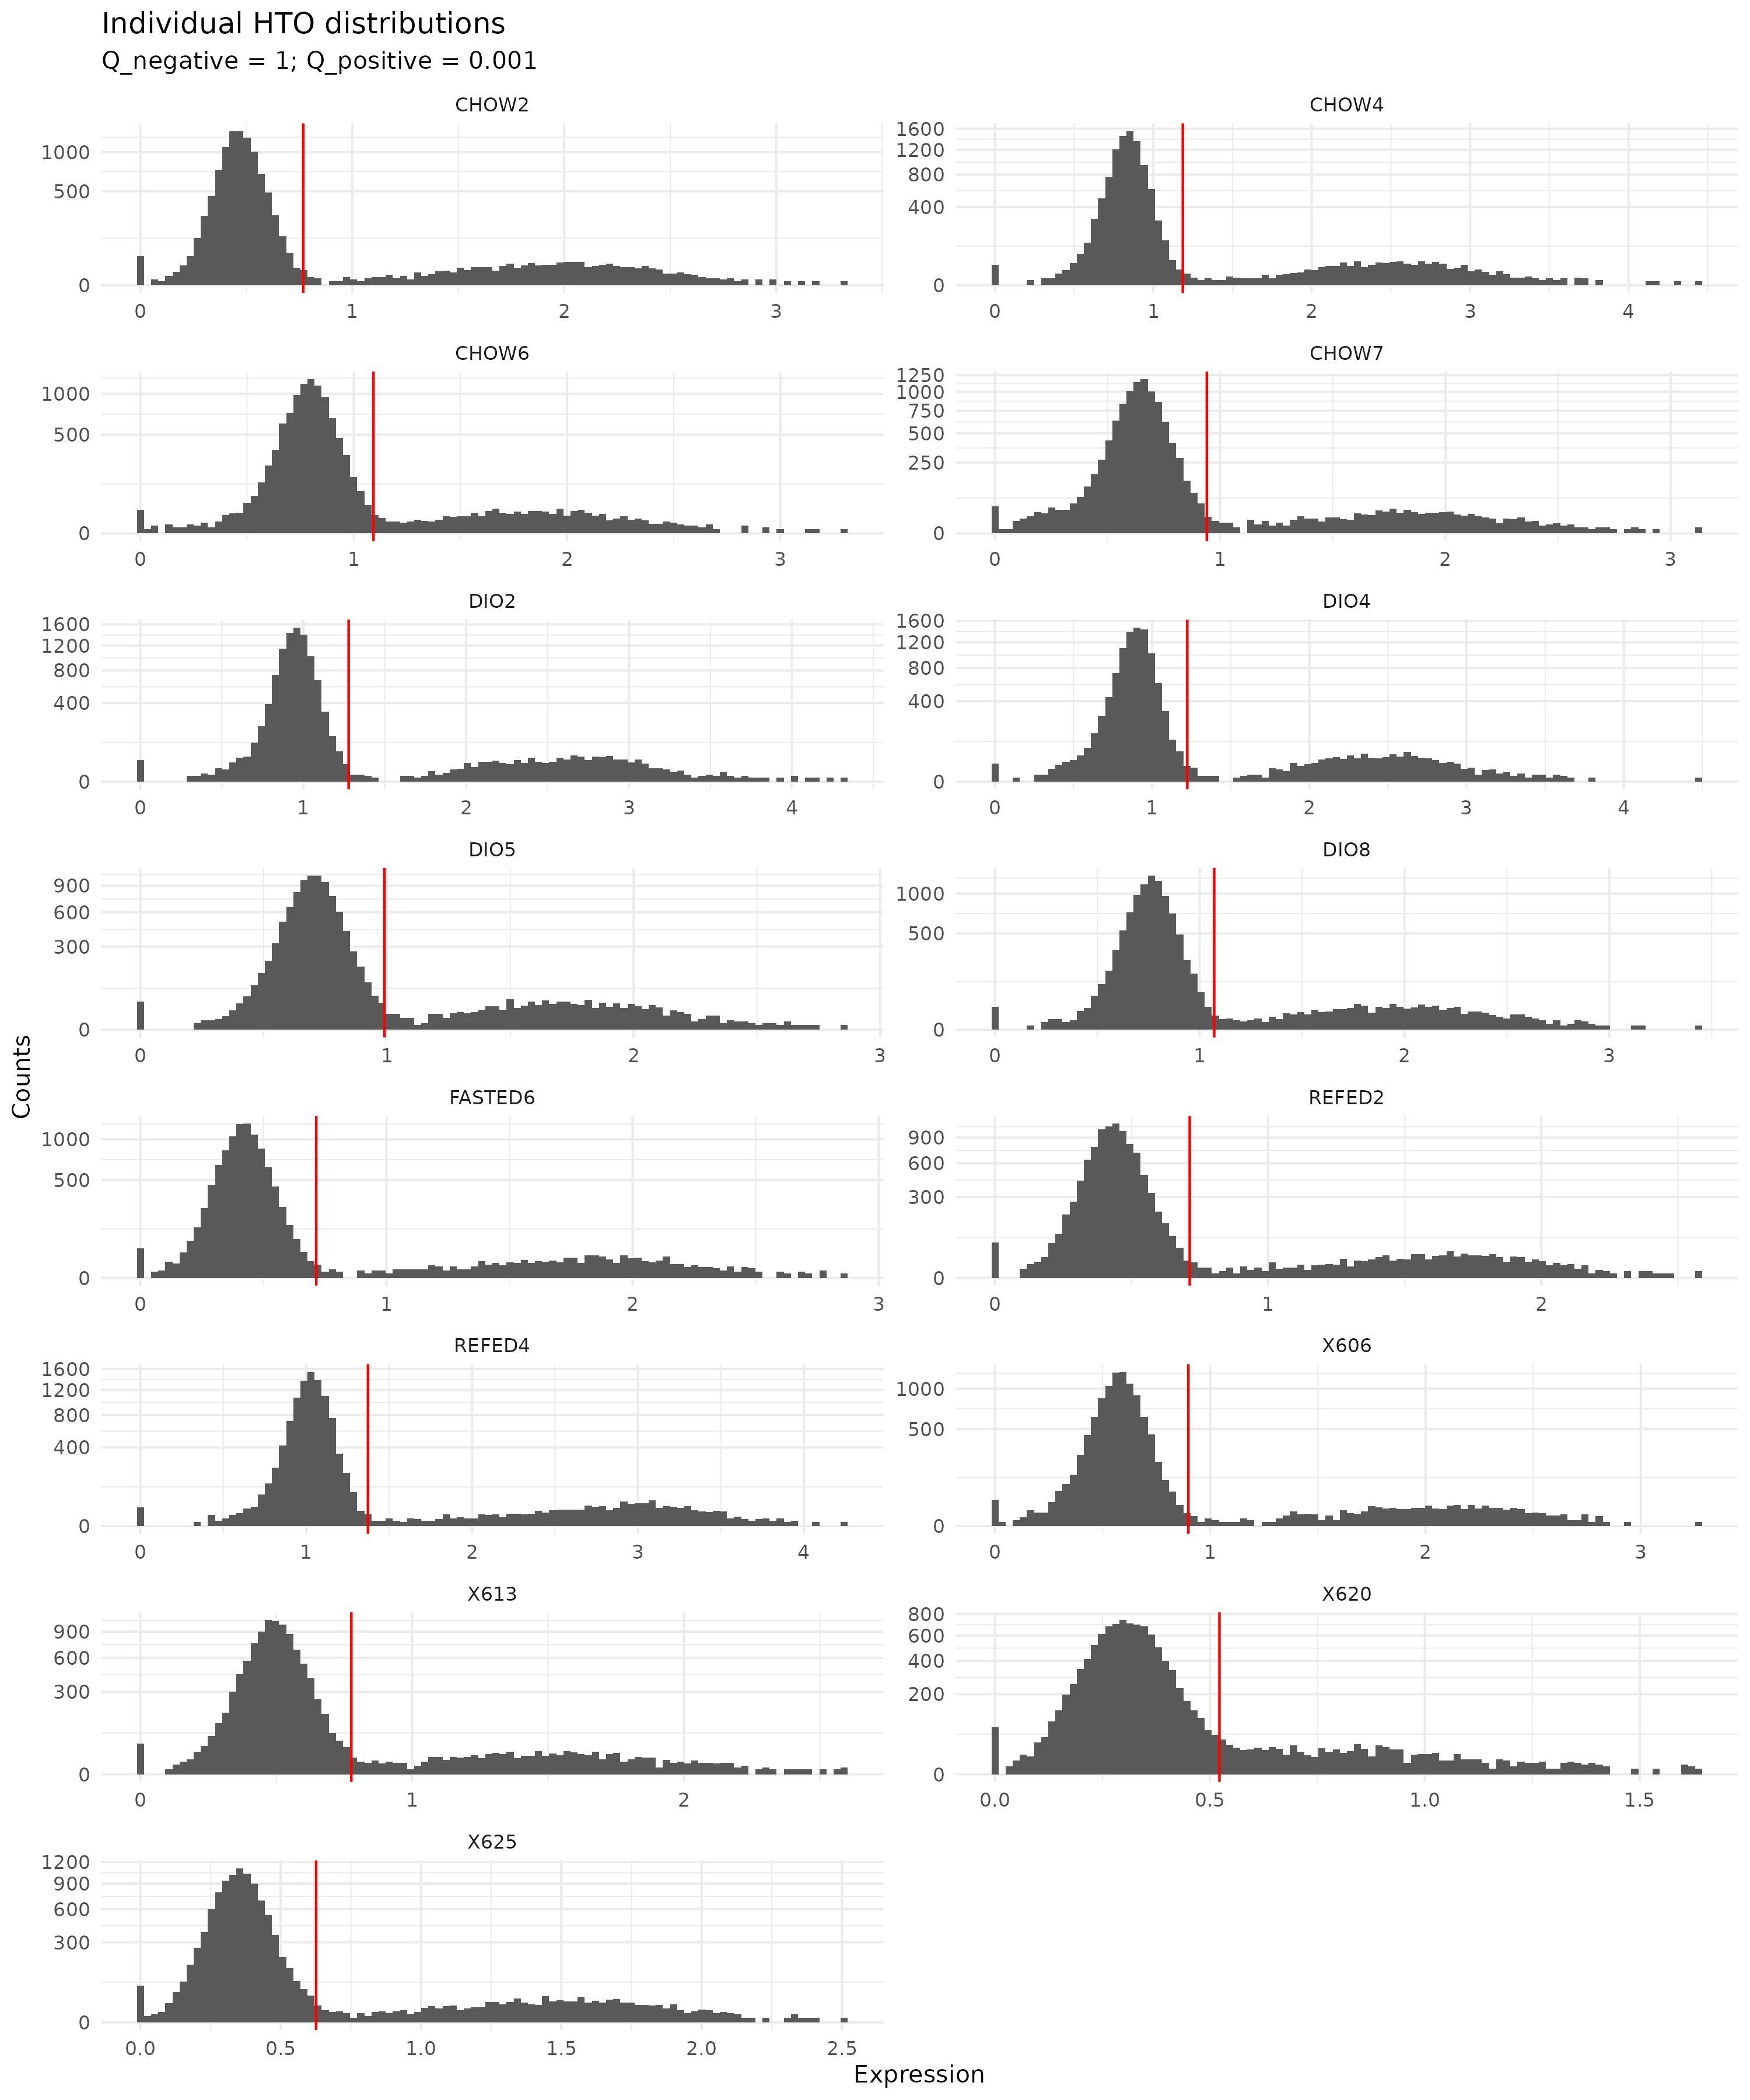 Individual HTO distributions
Q_negative = 1; Q_positive = 0.001
CHOW2
CHOW4
1000
500
0
0 1 2 3
1600
1200
800
400
0
0 1 2 3 4
CHOW6
CHOW7
1000
500
0
0 1 2 3
1250
1000
750
500
250
0
0 1 2 3
DIO2
DIO4
1600
1200
800
400
0
0 1 2 3 4
1600
1200
800
400
0
0 1 2 3 4
DIO5
DIO8
900
600
300
0
0 1 2 3
1000
500
0
0 1 2 3
Counts
FASTED6
REFED2
1000
500
0
0 1 2 3
900
600
300
0
0 1 2
REFED4
X606
1600
1200
800
400
0
0 1 2 3 4
1000
500
0
0 1 2 3
X613
X620
900
600
300
0
0 1 2
800
600
400
200
0
0.0 0.5 1.0 1.5
X625
1200
900
600
300
0
0.0 0.5 1.0 1.5 2.0 2.5
Expression